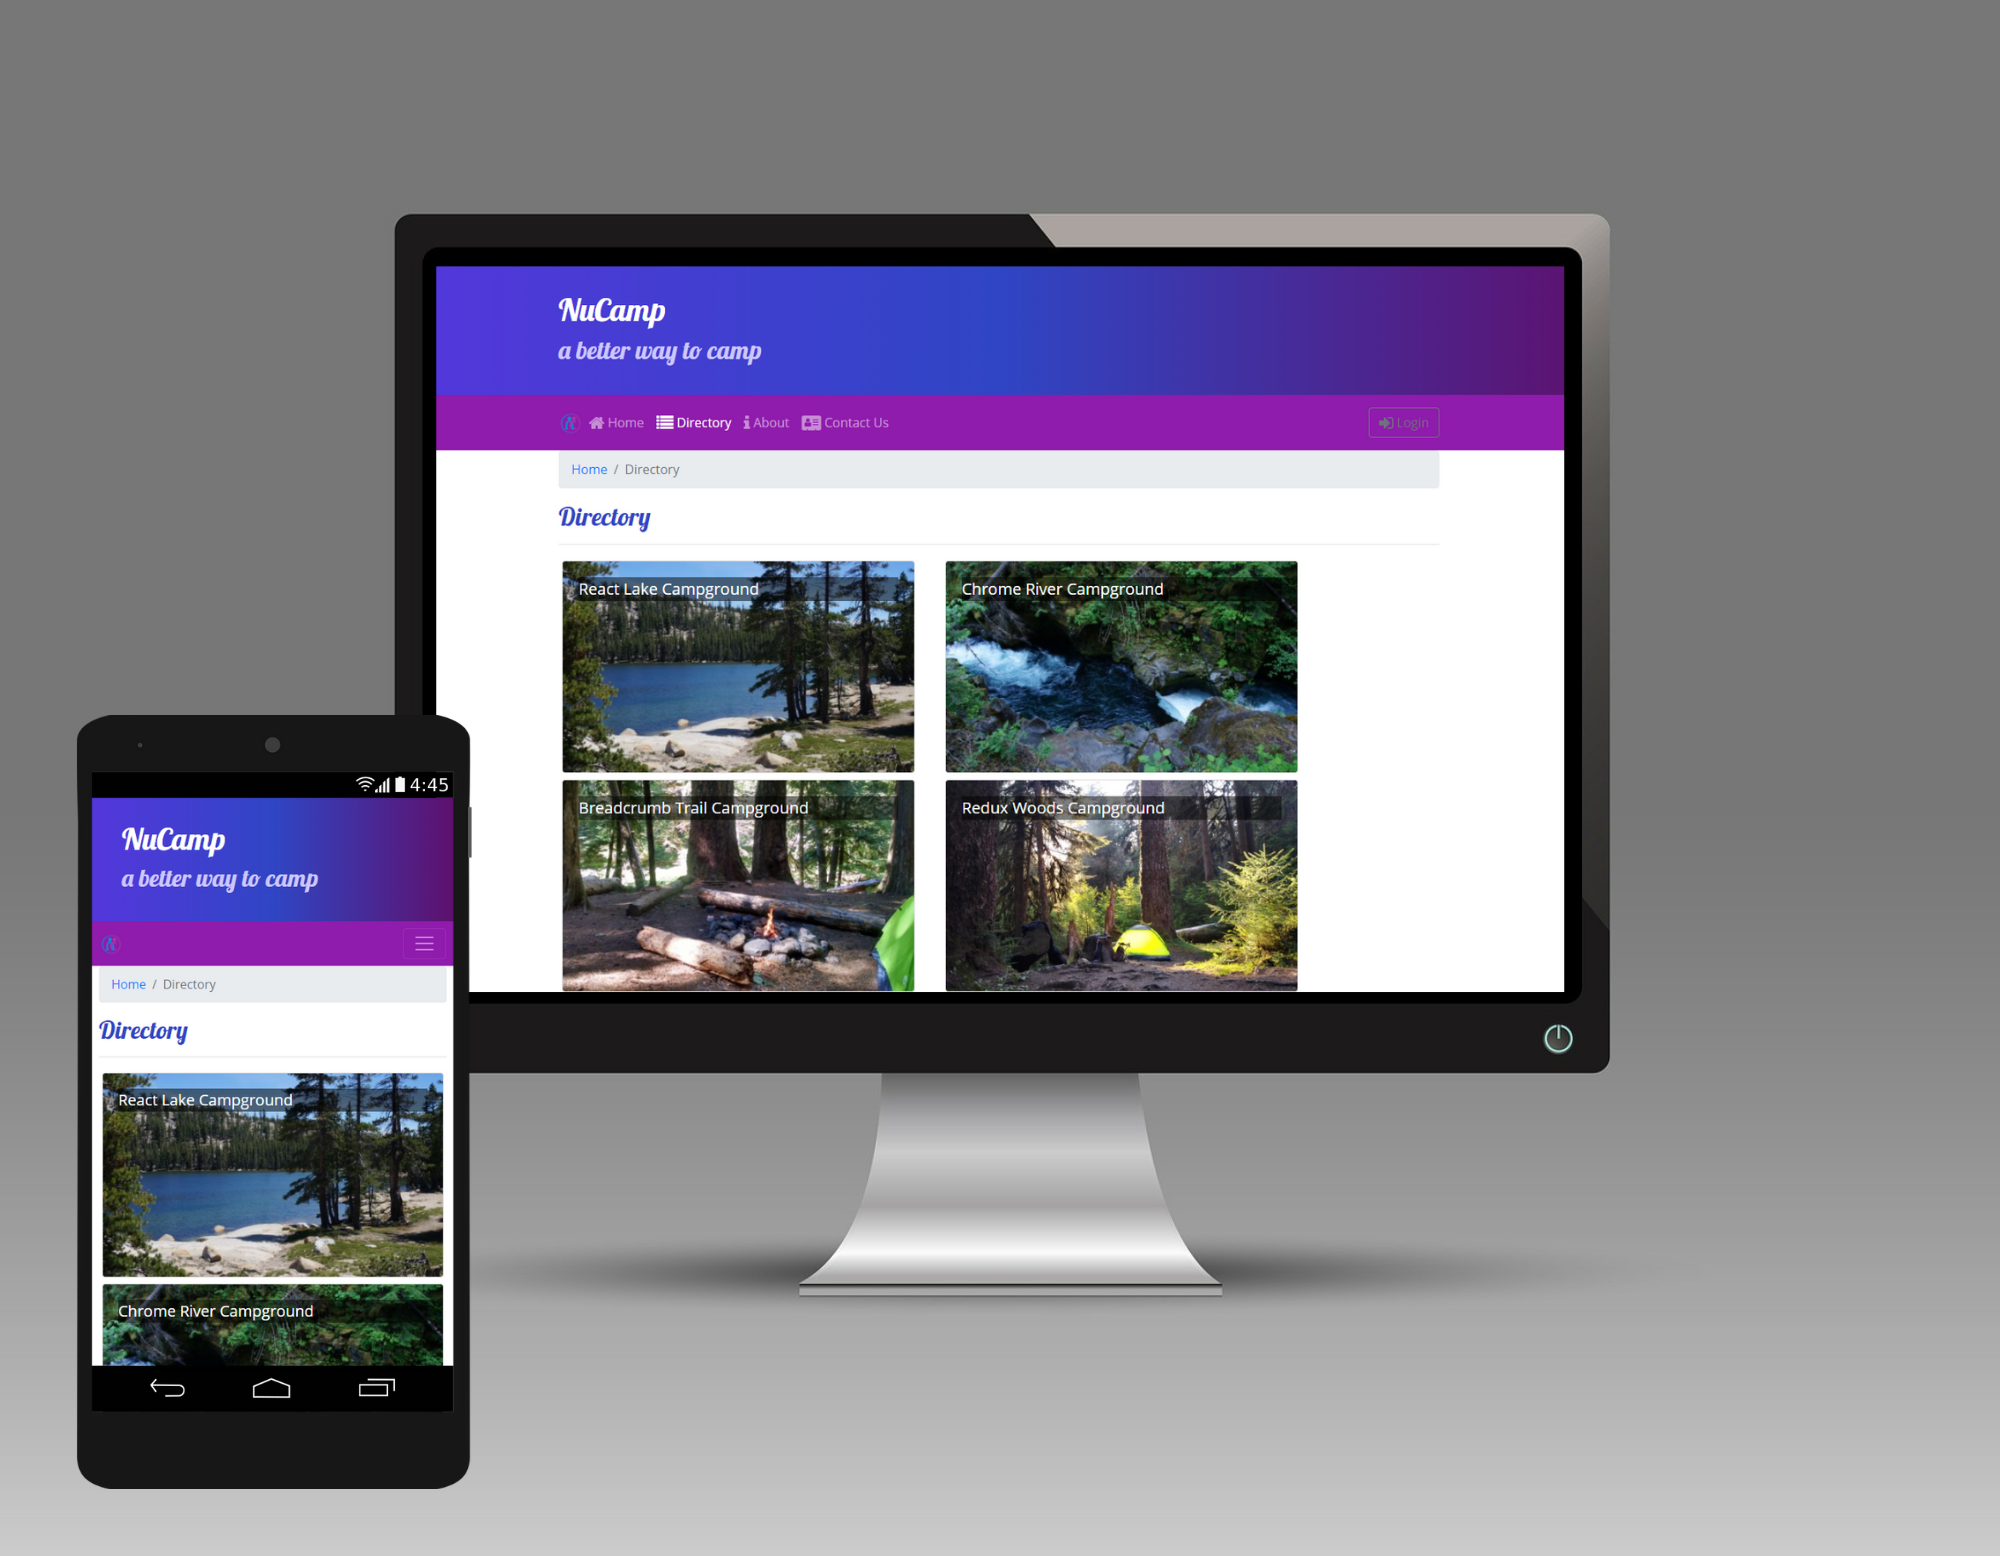 NuCamp
a better way to camp
Home Directory About Contact Us Login
Home / Directory
Directory
React Lake Campground Chrome River Campground
Breadcrumb Trail Campground Redux Woods Campground
4:45
NuCamp
a better way to camp
Home / Directory
Directory
React Lake Campground
Chrome River Campground